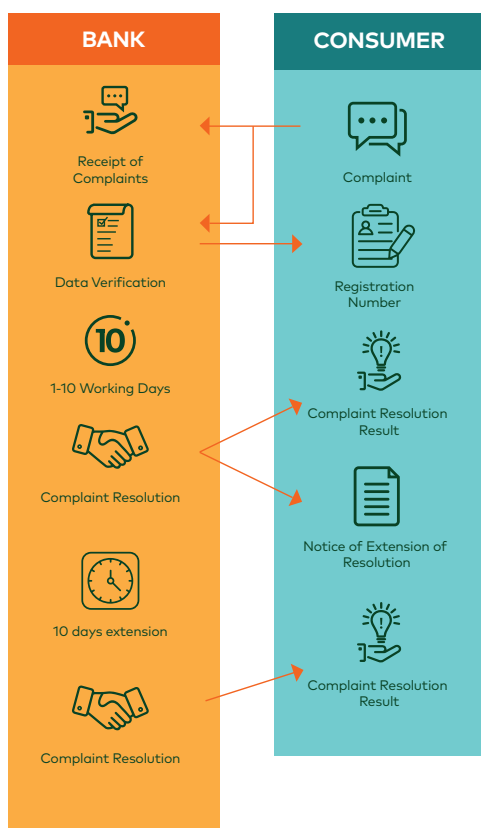 BANK
Receipt of
Complaints
Data Verification
10
1-10 Working Days
Complaint Resolution
10 days extension
Complaint Resolution
CONSUMER
Complaint
Registration
Number
!
Complaint Resolution
Result
Notice of Extension of
Resolution
!
Complaint Resolution
Result